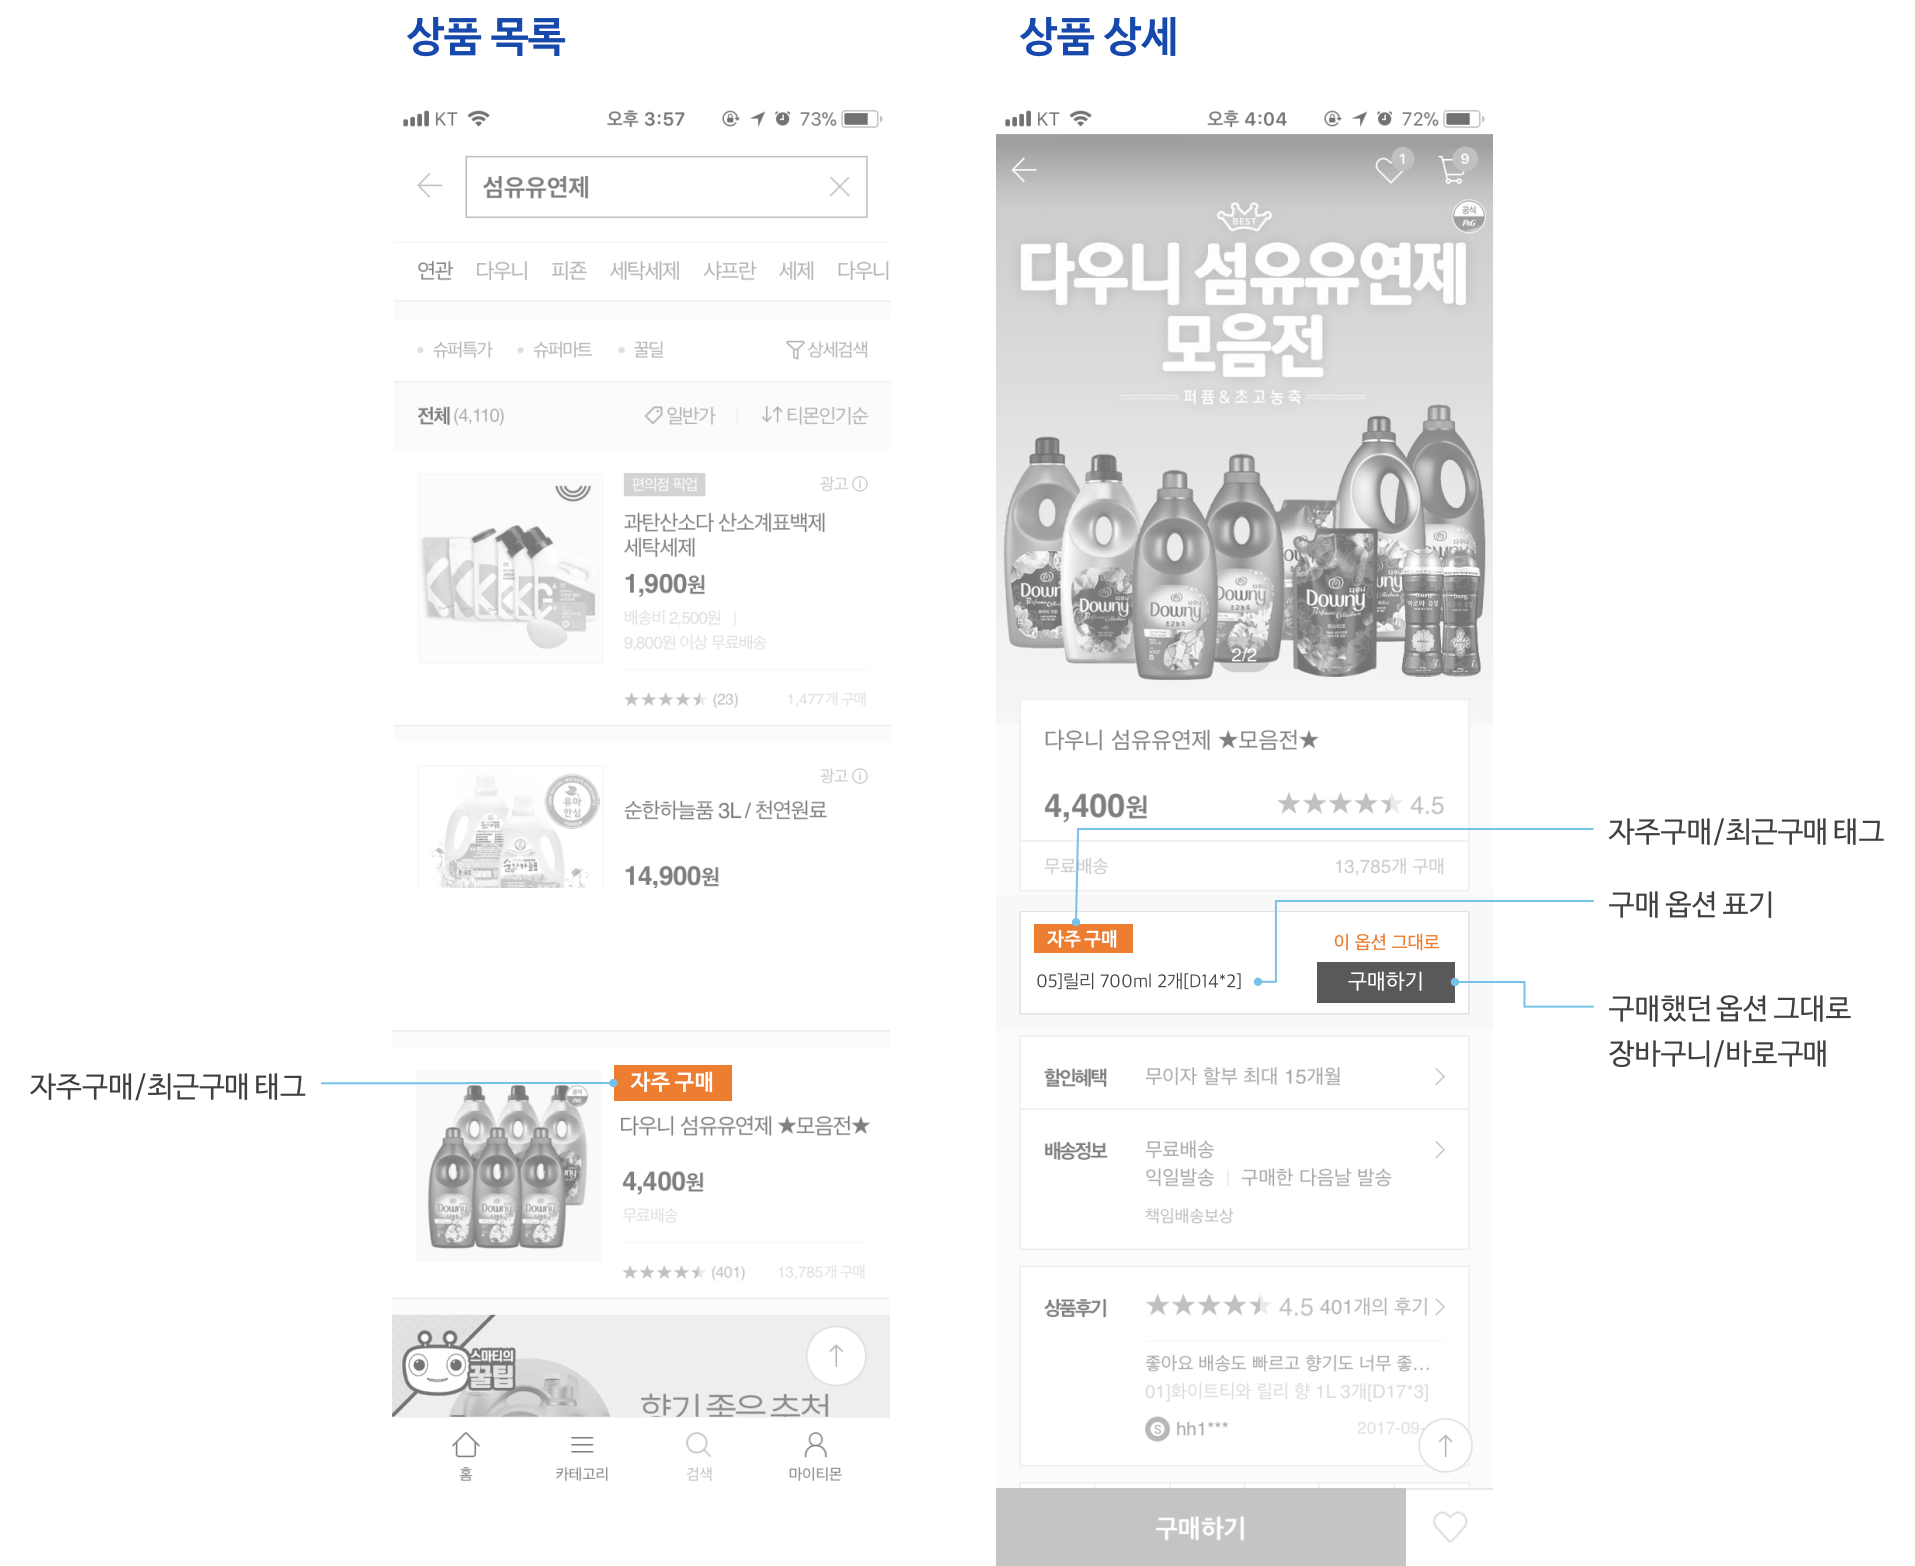 상품 목록
KT
오후 3:57
73%
섬유유연제
연관 다우니 피죤 세탁세제 샤프란 세제 다우니
슈퍼특가 슈퍼마트 꿀딜 상세검색
전체 (4,110) 일반가 티몬인기순
편의점 픽업 광고
과탄산소다 산소계표백제
세탁세제
1,900원
배송비 2,500원
9,800원 이상 무료배송
★★★★★ (23) 1,477개 구매
광고
유아
안심
순한하늘품 3L / 천연원료
14,900원
자주구매/최근구매 태그
자주 구매
다우니 섬유유연제 ★모음전★
4,400원
무료배송
Downy Downy Downy
★★★★★ (401) 13,785개 구매
스마티의
꿀팁
향기 좋은 추천
홈 카테고리 검색 마이티몬
상품 상세
KT
오후 4:04
72%
1
9
BEST
공식
P&G
다우니 섬유유연제
모음전
퍼퓸&초고농축
Downy Downy Downy Downy Downy
2/2
다우니 섬유유연제 ★모음전★
4,400원 ★★★★★ 4.5
무료배송 13,785개 구매
자주 구매
이 옵션 그대로
05]릴리 700ml 2개[D14*2]
구매하기
자주구매/최근구매 태그
구매 옵션 표기
구매했던 옵션 그대로
장바구니/바로구매
할인혜택 무이자 할부 최대 15개월
배송정보 무료배송
익일발송 구매한 다음날 발송
책임배송보상
상품후기 ★★★★★ 4.5 401개의 후기
좋아요 배송도 빠르고 향기도 너무 좋...
01]화이트티와 릴리 향 1L 3개[D17*3]
S hh1*** 2017-09-
구매하기